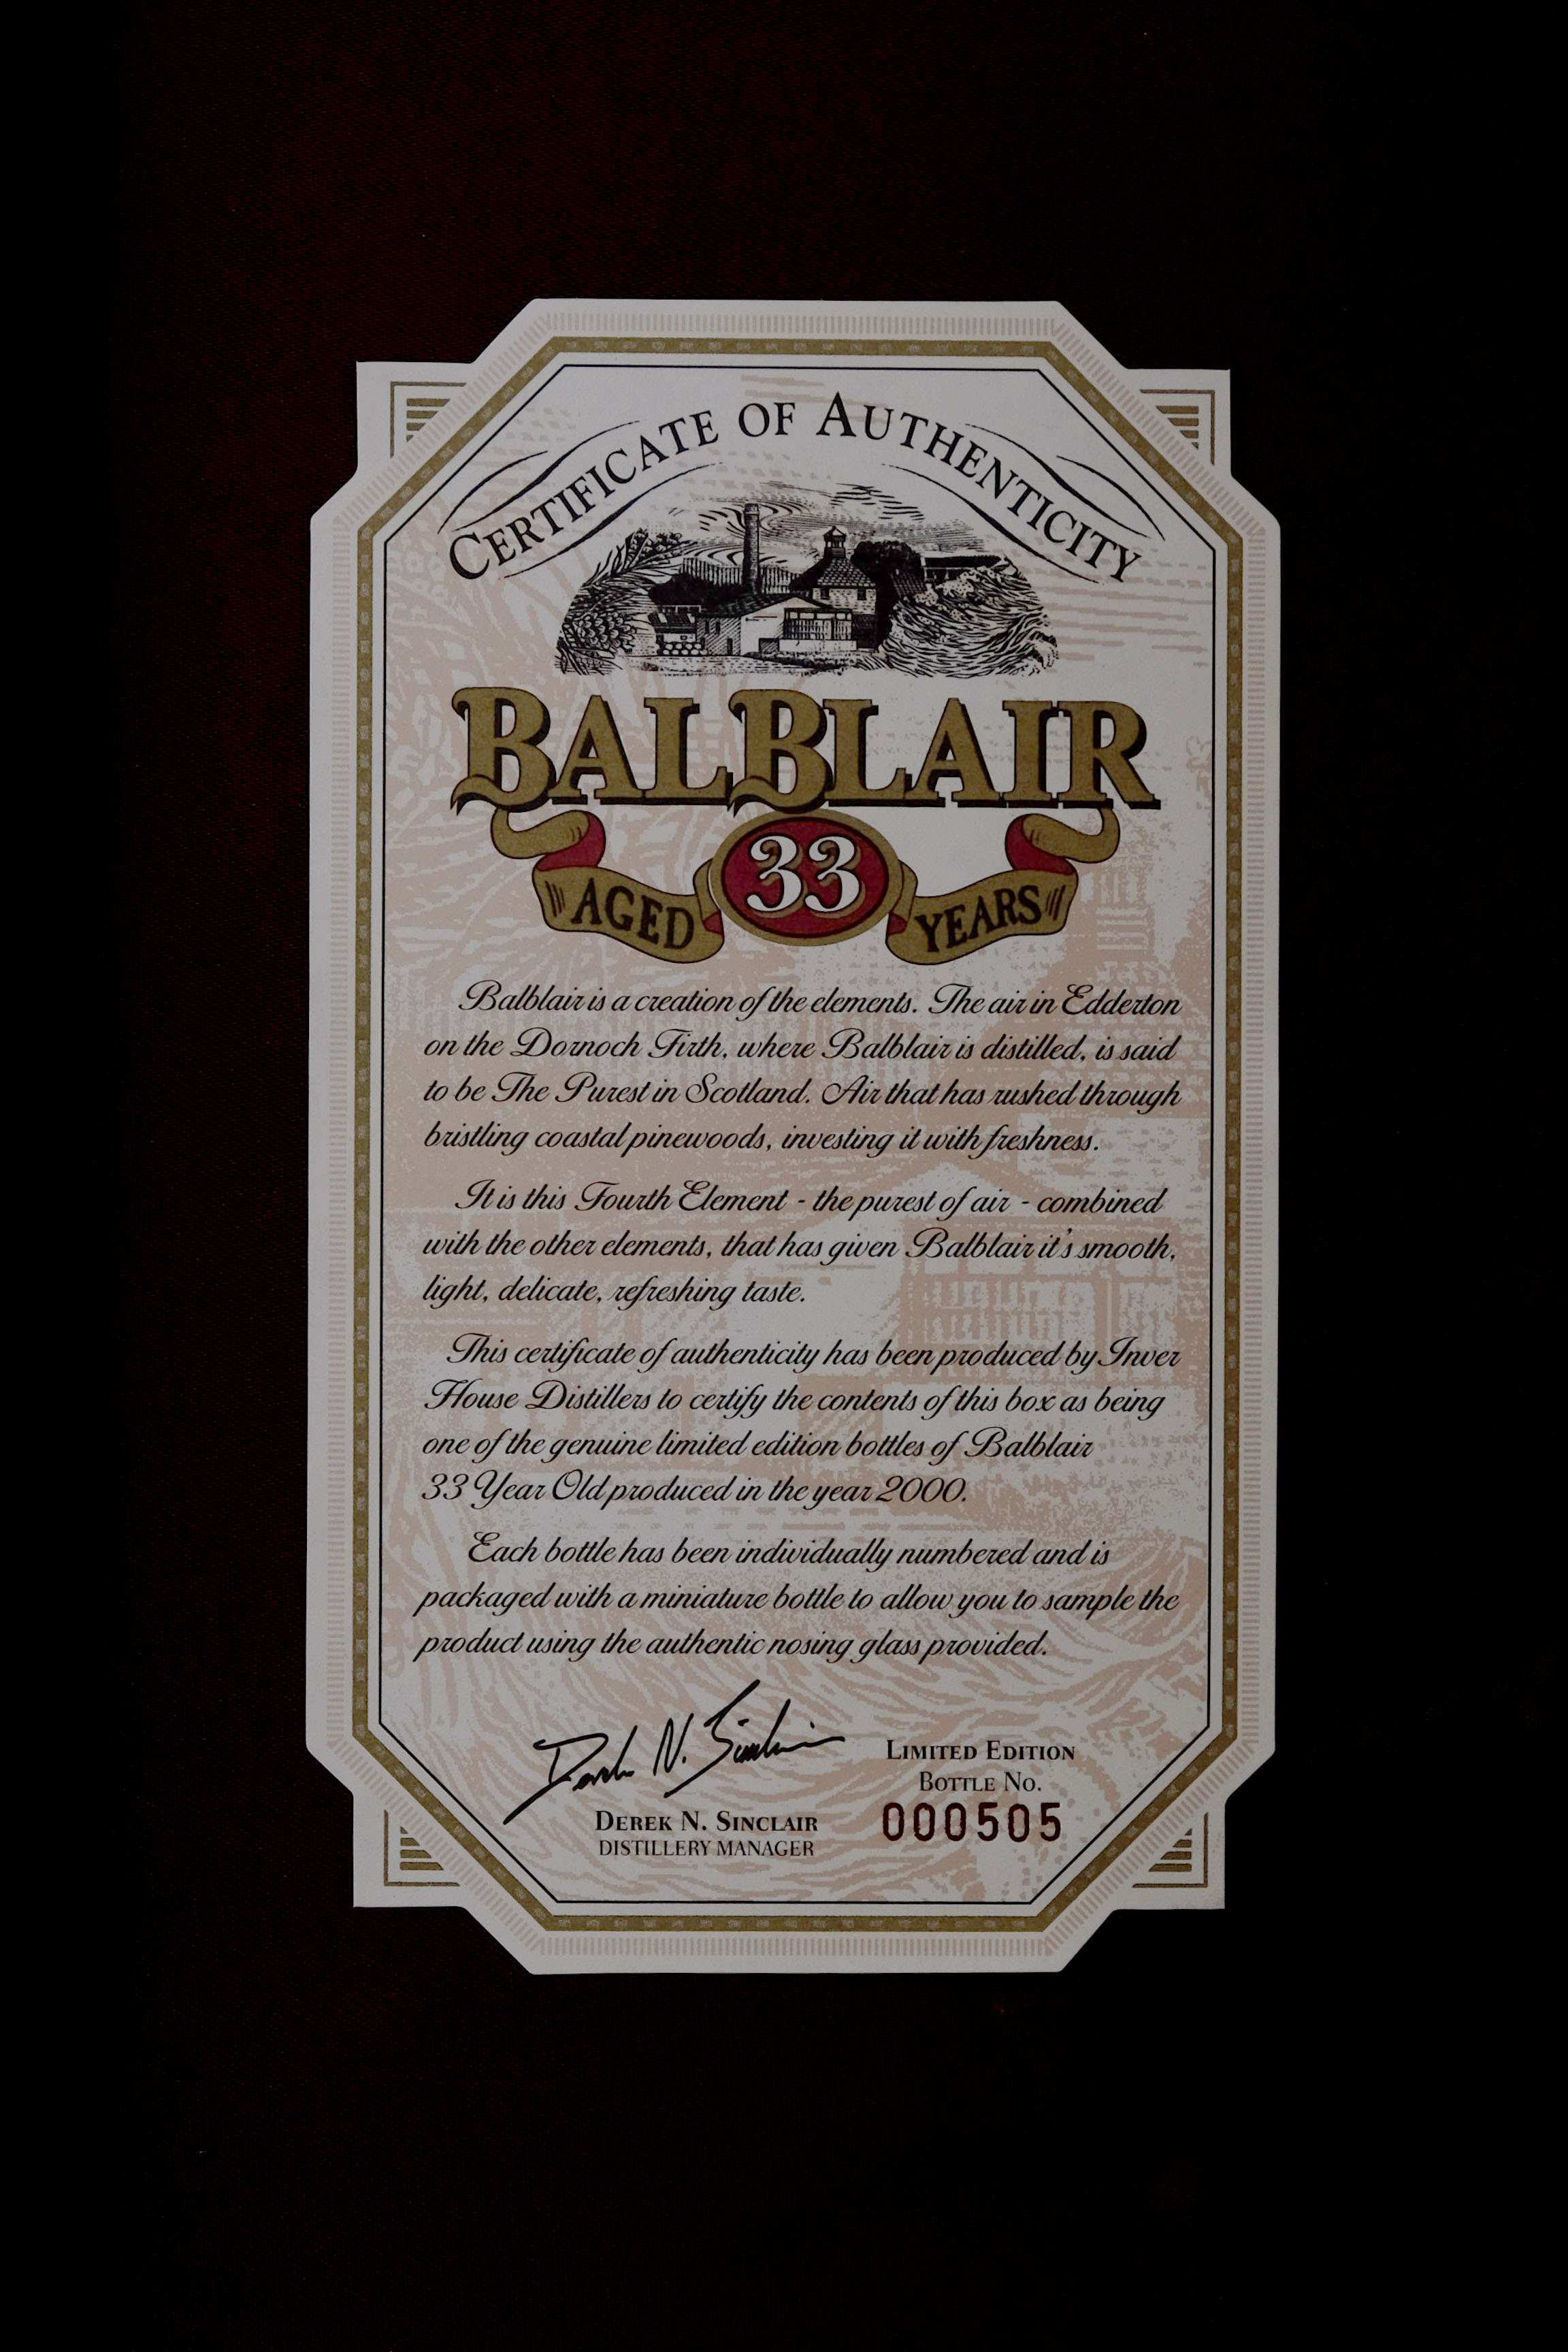 CERTIFICATE OF AUTHENTICITY
BALBLAIR
AGED 33 YEARS
Balblair is a creation of the elements. The air in Edderton
on the Dornoch Firth, where Balblair is distilled, is said
to be The Purest in Scotland. Air that has rushed through
bristling coastal pinewoods, investing it with freshness.
It is this Fourth Element - the purest of air - combined
with the other elements, that has given Balblair it's smooth,
light, delicate, refreshing taste.
This certificate of authenticity has been produced by Inver
House Distillers to certify the contents of this box as being
one of the genuine limited edition bottles of Balblair
33 Year Old produced in the year 2000.
Each bottle has been individually numbered and is
packaged with a miniature bottle to allow you to sample the
product using the authentic nosing glass provided.
Derek N. Sinclair
DEREK N. SINCLAIR
DISTILLERY MANAGER
LIMITED EDITION
BOTTLE NO.
000505